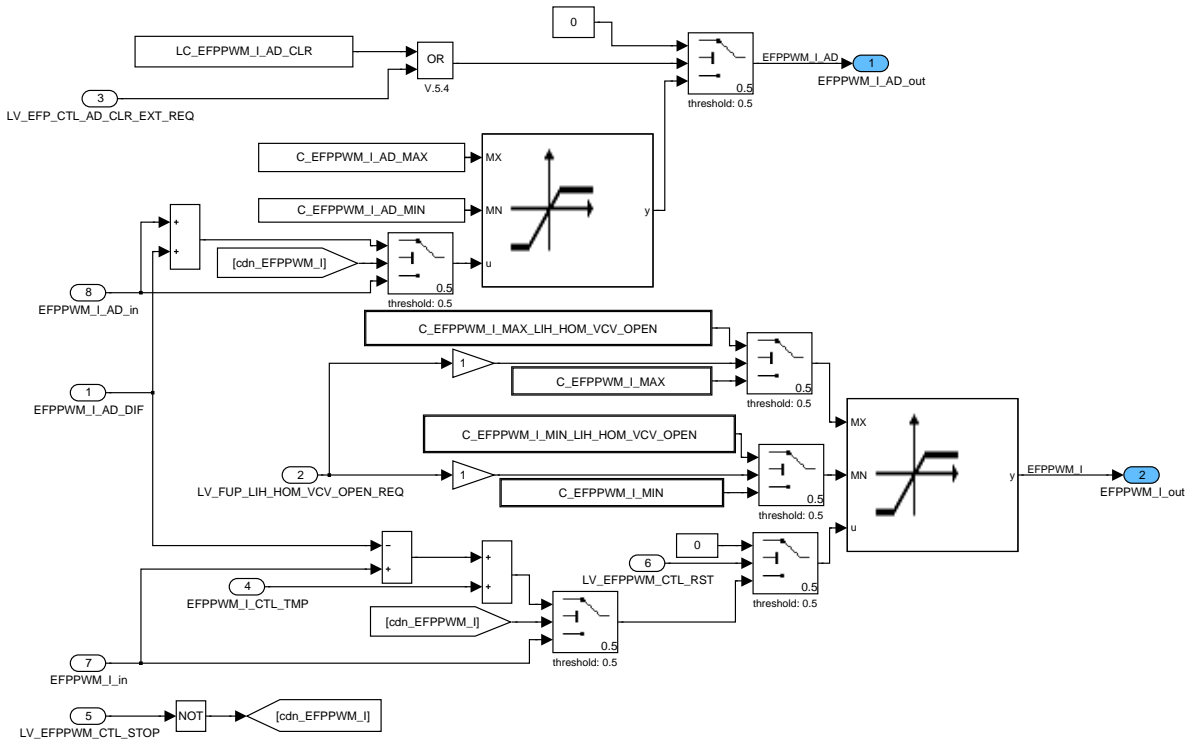 0
LC_EFPPWM_I_AD_CLR
OR
V.5.4
0.5
threshold: 0.5
EFPPWM_I_AD
1
EFPPWM_I_AD_out
3
LV_EFP_CTL_AD_CLR_EXT_REQ
C_EFPPWM_I_AD_MAX
MX
C_EFPPWM_I_AD_MIN
MN
y
u
+
+
[cdn_EFPPWM_I]
0.5
threshold: 0.5
8
EFPPWM_I_AD_in
C_EFPPWM_I_MAX_LIH_HOM_VCV_OPEN
1
C_EFPPWM_I_MAX
0.5
threshold: 0.5
1
EFPPWM_I_AD_DIF
C_EFPPWM_I_MIN_LIH_HOM_VCV_OPEN
MX
2
LV_FUP_LIH_HOM_VCV_OPEN_REQ
1
C_EFPPWM_I_MIN
0.5
threshold: 0.5
MN
y
EFPPWM_I
2
EFPPWM_I_out
u
−
+
+
+
0
6
LV_EFPPWM_CTL_RST
0.5
threshold: 0.5
4
EFPPWM_I_CTL_TMP
[cdn_EFPPWM_I]
0.5
threshold: 0.5
7
EFPPWM_I_in
5
LV_EFPPWM_CTL_STOP
NOT
[cdn_EFPPWM_I]